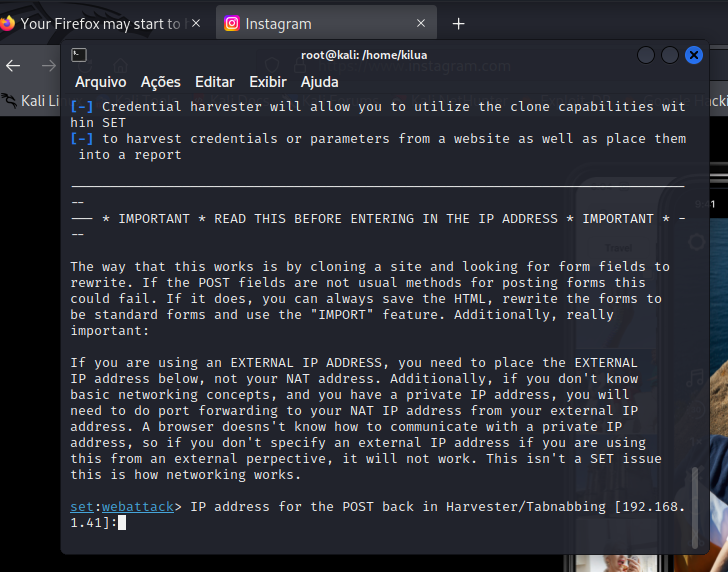 Your Firefox may start to
Instagram
root@kali: /home/kilua
Arquivo Ações Editar Exibir Ajuda
Kali Li
[-] Credential harvester will allow you to utilize the clone capabilities wit
hin SET
[-] to harvest credentials or parameters from a website as well as place them
 into a report
--
--- * IMPORTANT * READ THIS BEFORE ENTERING IN THE IP ADDRESS * IMPORTANT * -
--
The way that this works is by cloning a site and looking for form fields to
rewrite. If the POST fields are not usual methods for posting forms this
could fail. If it does, you can always save the HTML, rewrite the forms to
be standard forms and use the "IMPORT" feature. Additionally, really
important:
If you are using an EXTERNAL IP ADDRESS, you need to place the EXTERNAL
IP address below, not your NAT address. Additionally, if you don't know
basic networking concepts, and you have a private IP address, you will
need to do port forwarding to your NAT IP address from your external IP
address. A browser doesns't know how to communicate with a private IP
address, so if you don't specify an external IP address if you are using
this from an external perpective, it will not work. This isn't a SET issue
this is how networking works.
set:webattack> IP address for the POST back in Harvester/Tabnabbing [192.168.
1.41]: